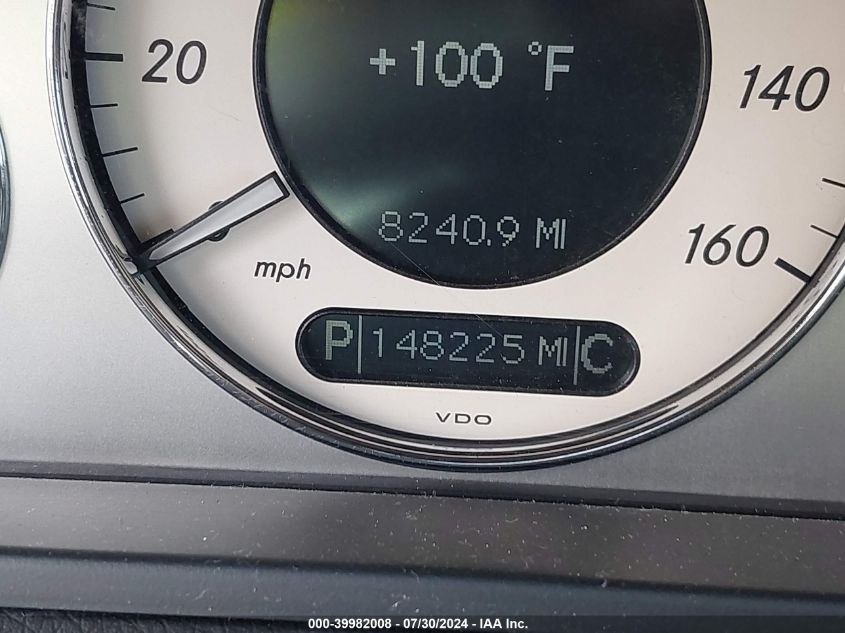 +100 °F
20
140
8240.9 MI
160
mph
P 148225 MI C
VDO
000-39982008 - 07/30/2024 - IAA Inc.